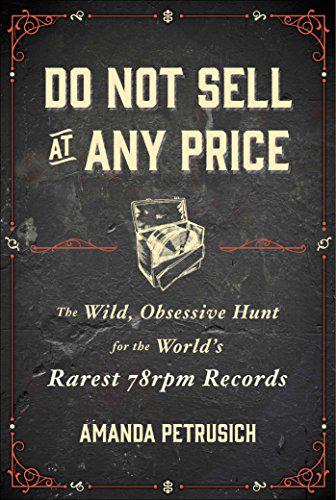 DO NOT SELL
AT ANY PRICE
The Wild, Obsessive Hunt
for the World's
Rarest 78rpm Records
AMANDA PETRUSICH